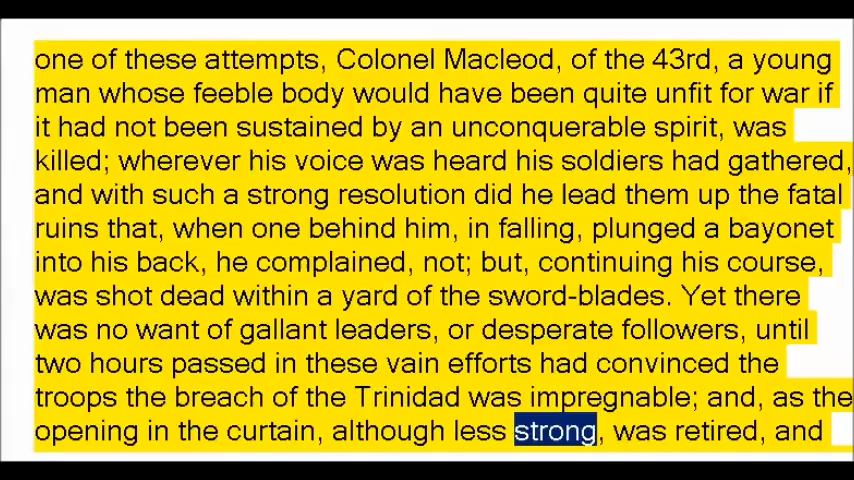 one of these attempts, Colonel Macleod, of the 43rd, a young
man whose feeble body would have been quite unfit for war if
it had not been sustained by an unconquerable spirit, was
killed; wherever his voice was heard his soldiers had gathered,
and with such a strong resolution did he lead them up the fatal
ruins that, when one behind him, in falling, plunged a bayonet
into his back, he complained, not; but, continuing his course,
was shot dead within a yard of the sword-blades. Yet there
was no want of gallant leaders, or desperate followers, until
two hours passed in these vain efforts had convinced the
troops the breach of the Trinidad was impregnable; and, as the
opening in the curtain, although less strong, was retired, and